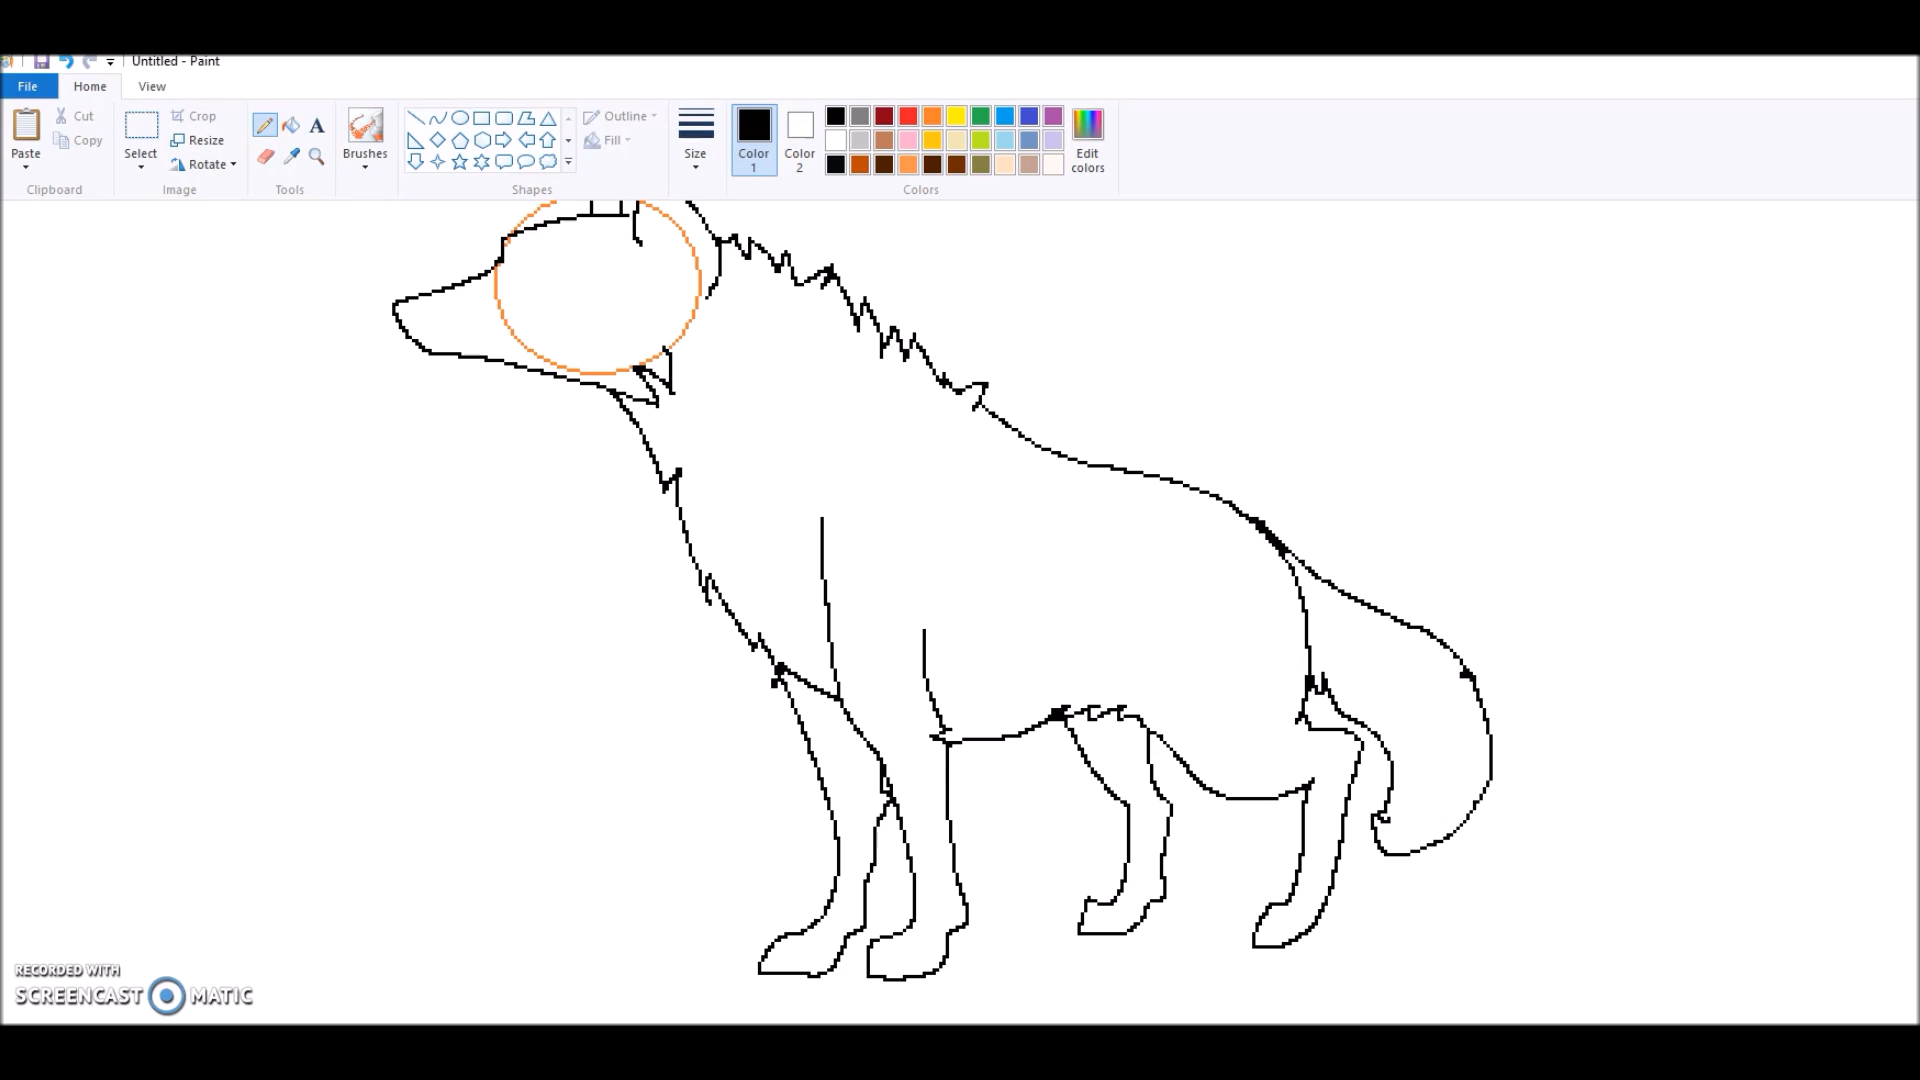 Untitled - Paint
File Home View
Paste Cut Copy Clipboard
Select Crop Resize Rotate Image
A Tools
Brushes
Outline Fill Shapes
Size
Color 1 Color 2 Edit colors Colors
RECORDED WITH
SCREENCAST MATIC